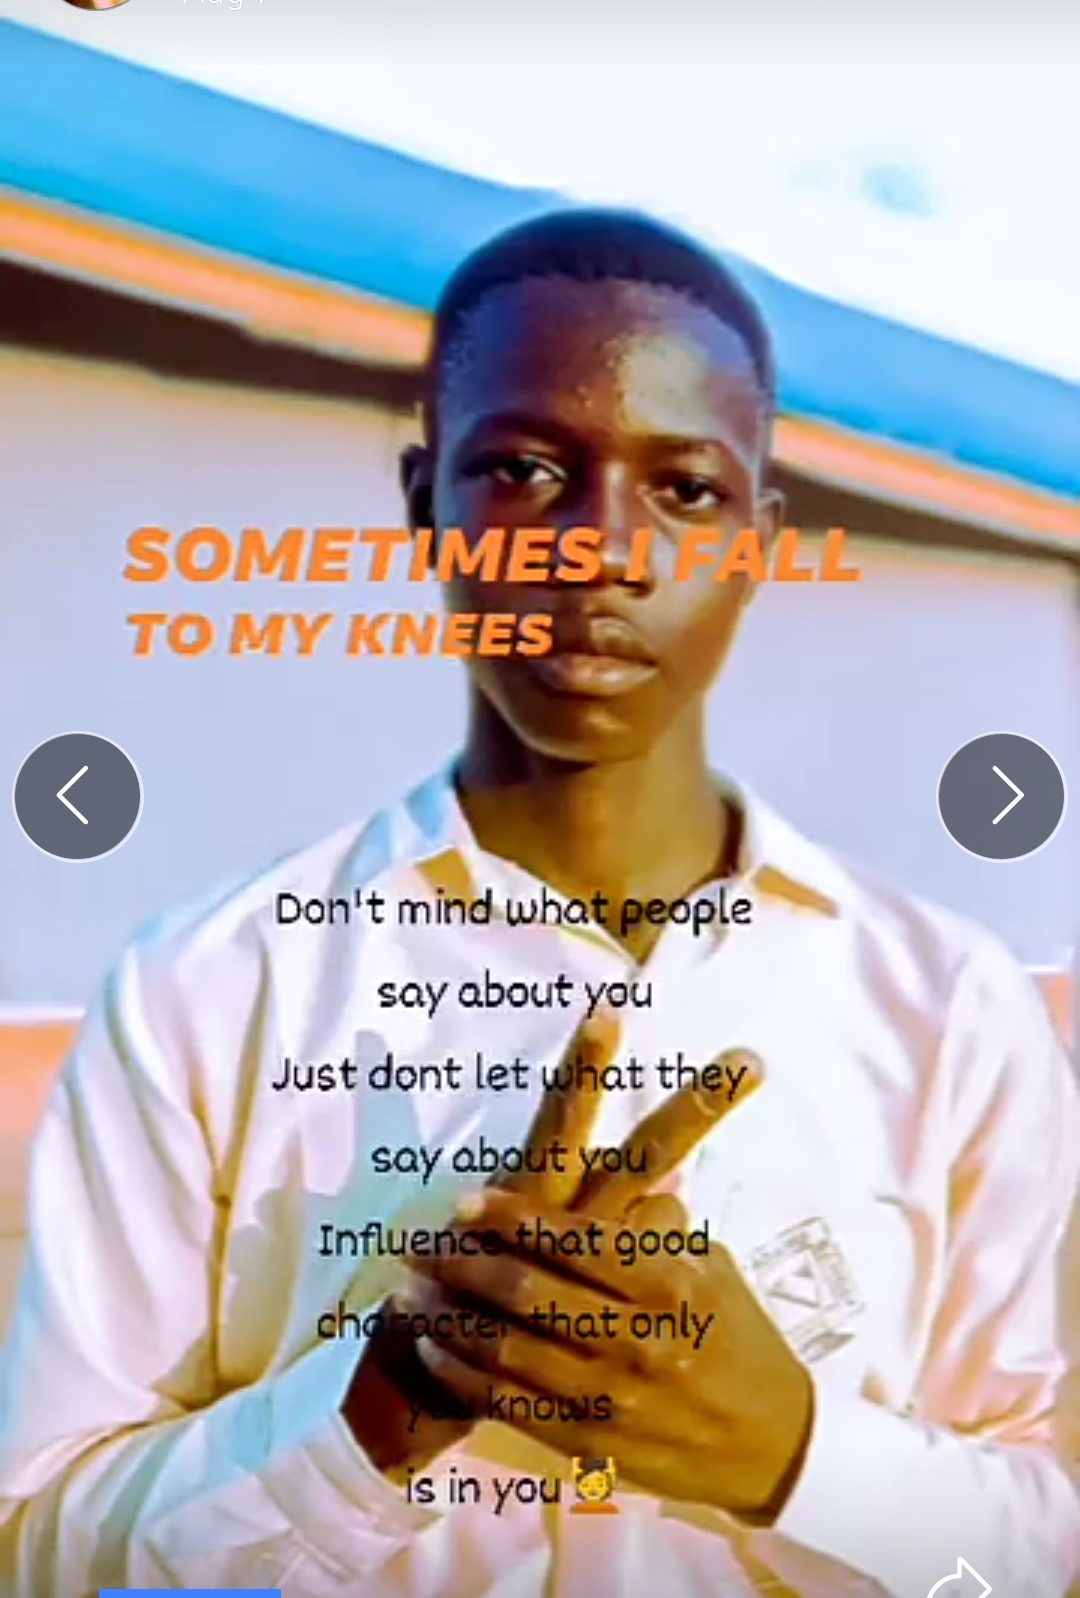 SOMETIMES I FALL
TO MY KNEES
Don't mind what people
say about you
Just dont let what they
say about you
Influence that good
character that only
you knows
is in you 💆